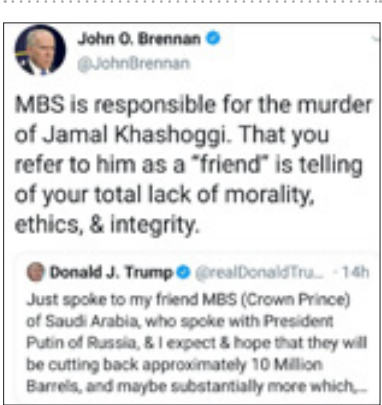 John O. Brennan
@JohnBrennan
MBS is responsible for the murder
of Jamal Khashoggi. That you
refer to him as a “friend” is telling
of your total lack of morality,
ethics, & integrity.
Donald J. Trump @realDonaldTru... · 14h
Just spoke to my friend MBS (Crown Prince)
of Saudi Arabia, who spoke with President
Putin of Russia, & I expect & hope that they will
be cutting back approximately 10 Million
Barrels, and maybe substantially more which,...